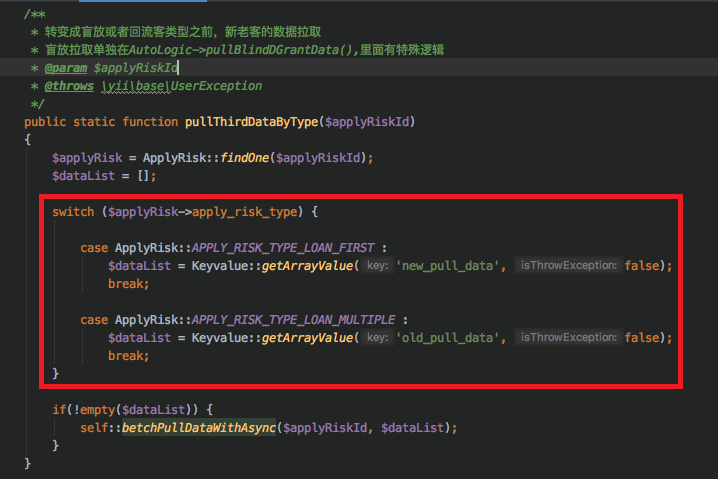 /**
* 转变成盲放或者回流客类型之前，新老客的数据拉取
* 盲放拉取单独在AutoLogic->pullBlindDGrantData(),里面有特殊逻辑
* @param $applyRiskId
* @throws \yii\base\UserException
*/
public static function pullThirdDataByType($applyRiskId)
{
$applyRisk = ApplyRisk::findOne($applyRiskId);
$dataList = [];
switch ($applyRisk->apply_risk_type) {
case ApplyRisk::APPLY_RISK_TYPE_LOAN_FIRST :
$dataList = Keyvalue::getArrayValue( key: 'new_pull_data', isThrowException: false);
break;
case ApplyRisk::APPLY_RISK_TYPE_LOAN_MULTIPLE :
$dataList = Keyvalue::getArrayValue( key: 'old_pull_data', isThrowException: false);
break;
}
if(!empty($dataList)) {
self::betchPullDataWithAsync($applyRiskId, $dataList);
}
}